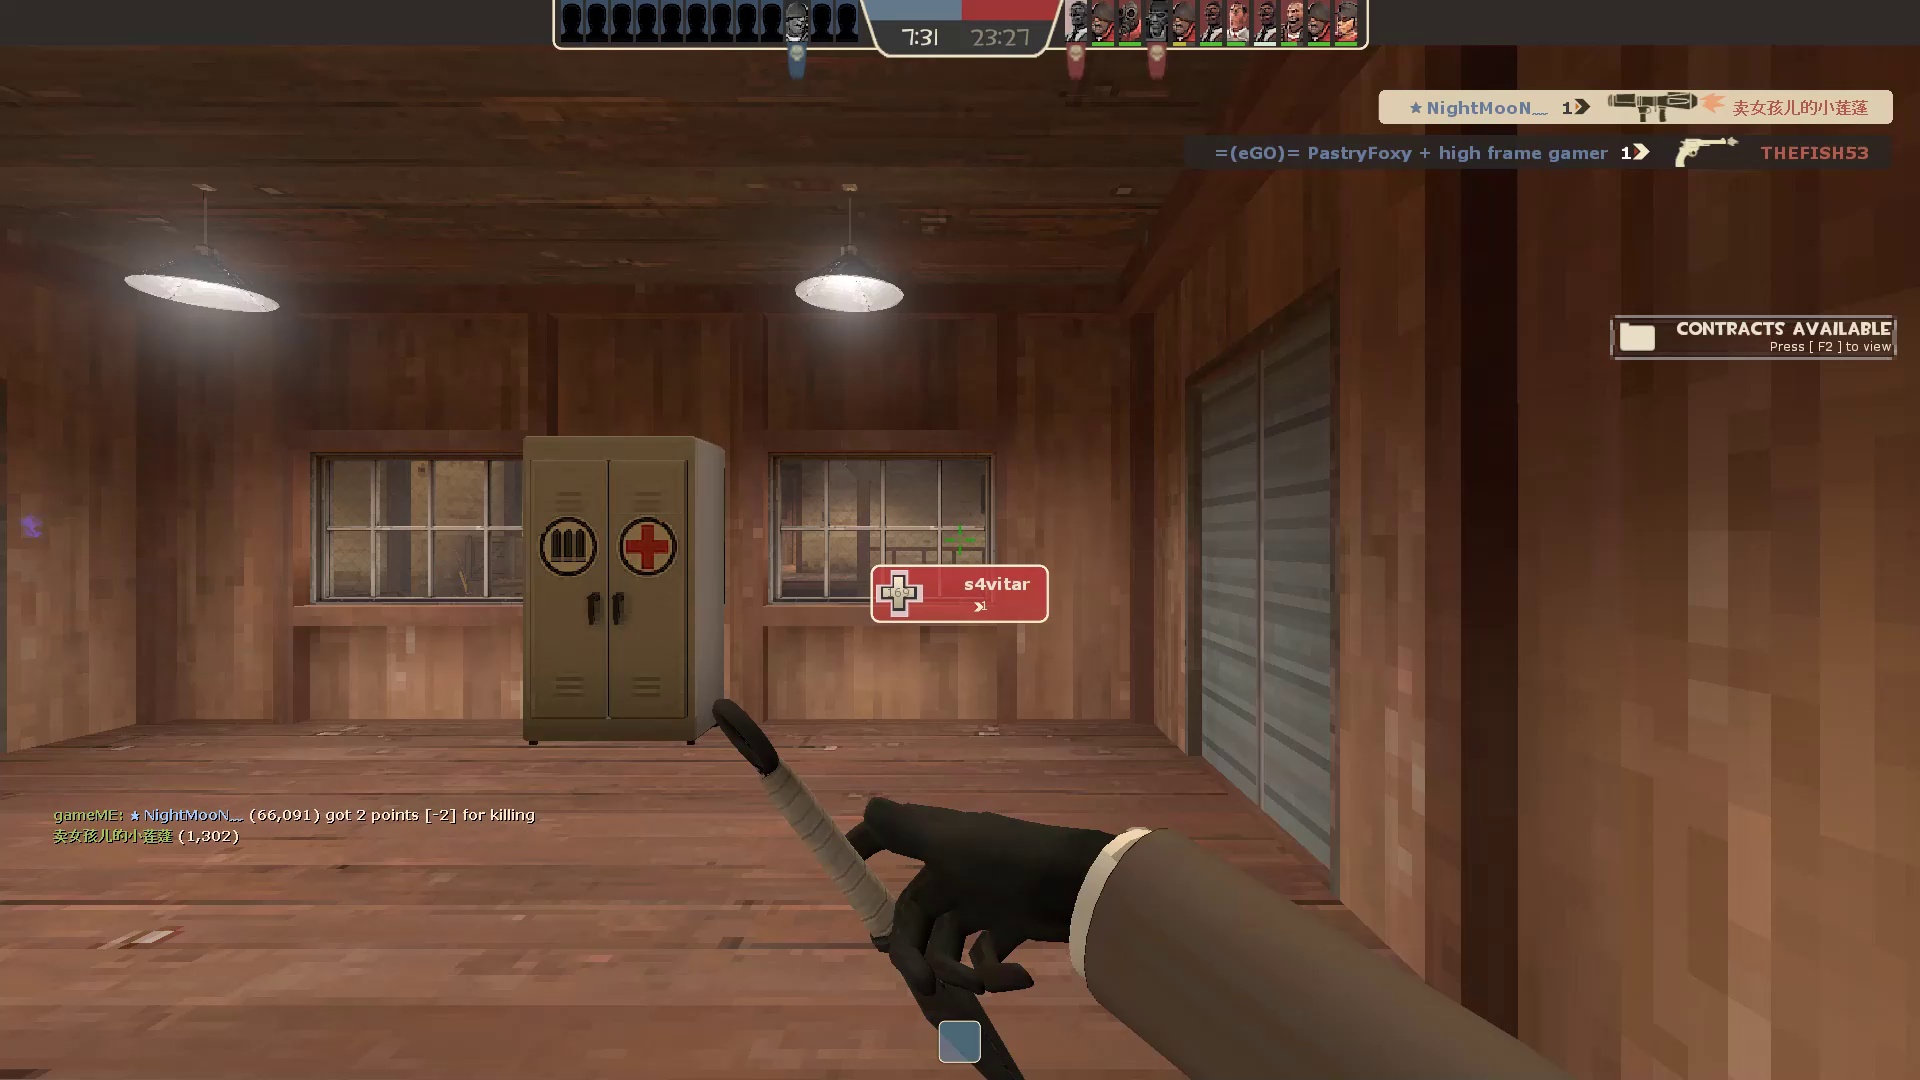 7:31 23:27
★NightMooN﹏ 1 卖女孩儿的小莲蓬
=(eGO)= PastryFoxy + high frame gamer 1 THEFISH53
CONTRACTS AVAILABLE
Press [ F2 ] to view
169 s4vitar
1
gameME: ★NightMooN﹏ (66,091) got 2 points [-2] for killing
卖女孩儿的小莲蓬 (1,302)